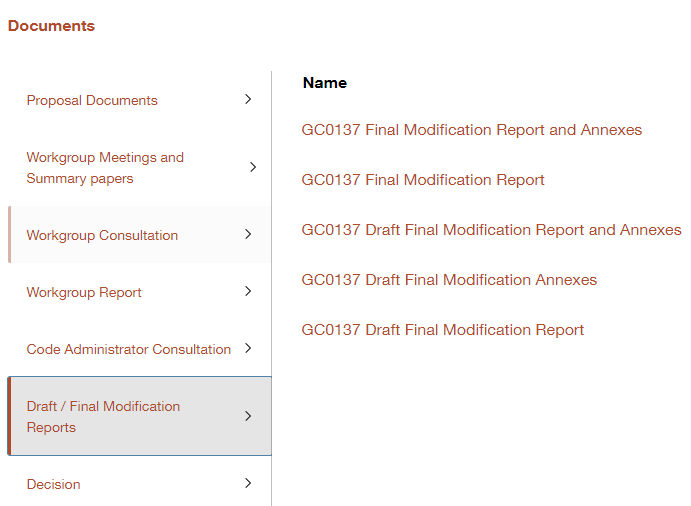 Documents
Proposal Documents
Workgroup Meetings and
Summary papers
Workgroup Consultation
Workgroup Report
Code Administrator Consultation
Draft / Final Modification
Reports
Decision
Name
GC0137 Final Modification Report and Annexes
GC0137 Final Modification Report
GC0137 Draft Final Modification Report and Annexes
GC0137 Draft Final Modification Annexes
GC0137 Draft Final Modification Report